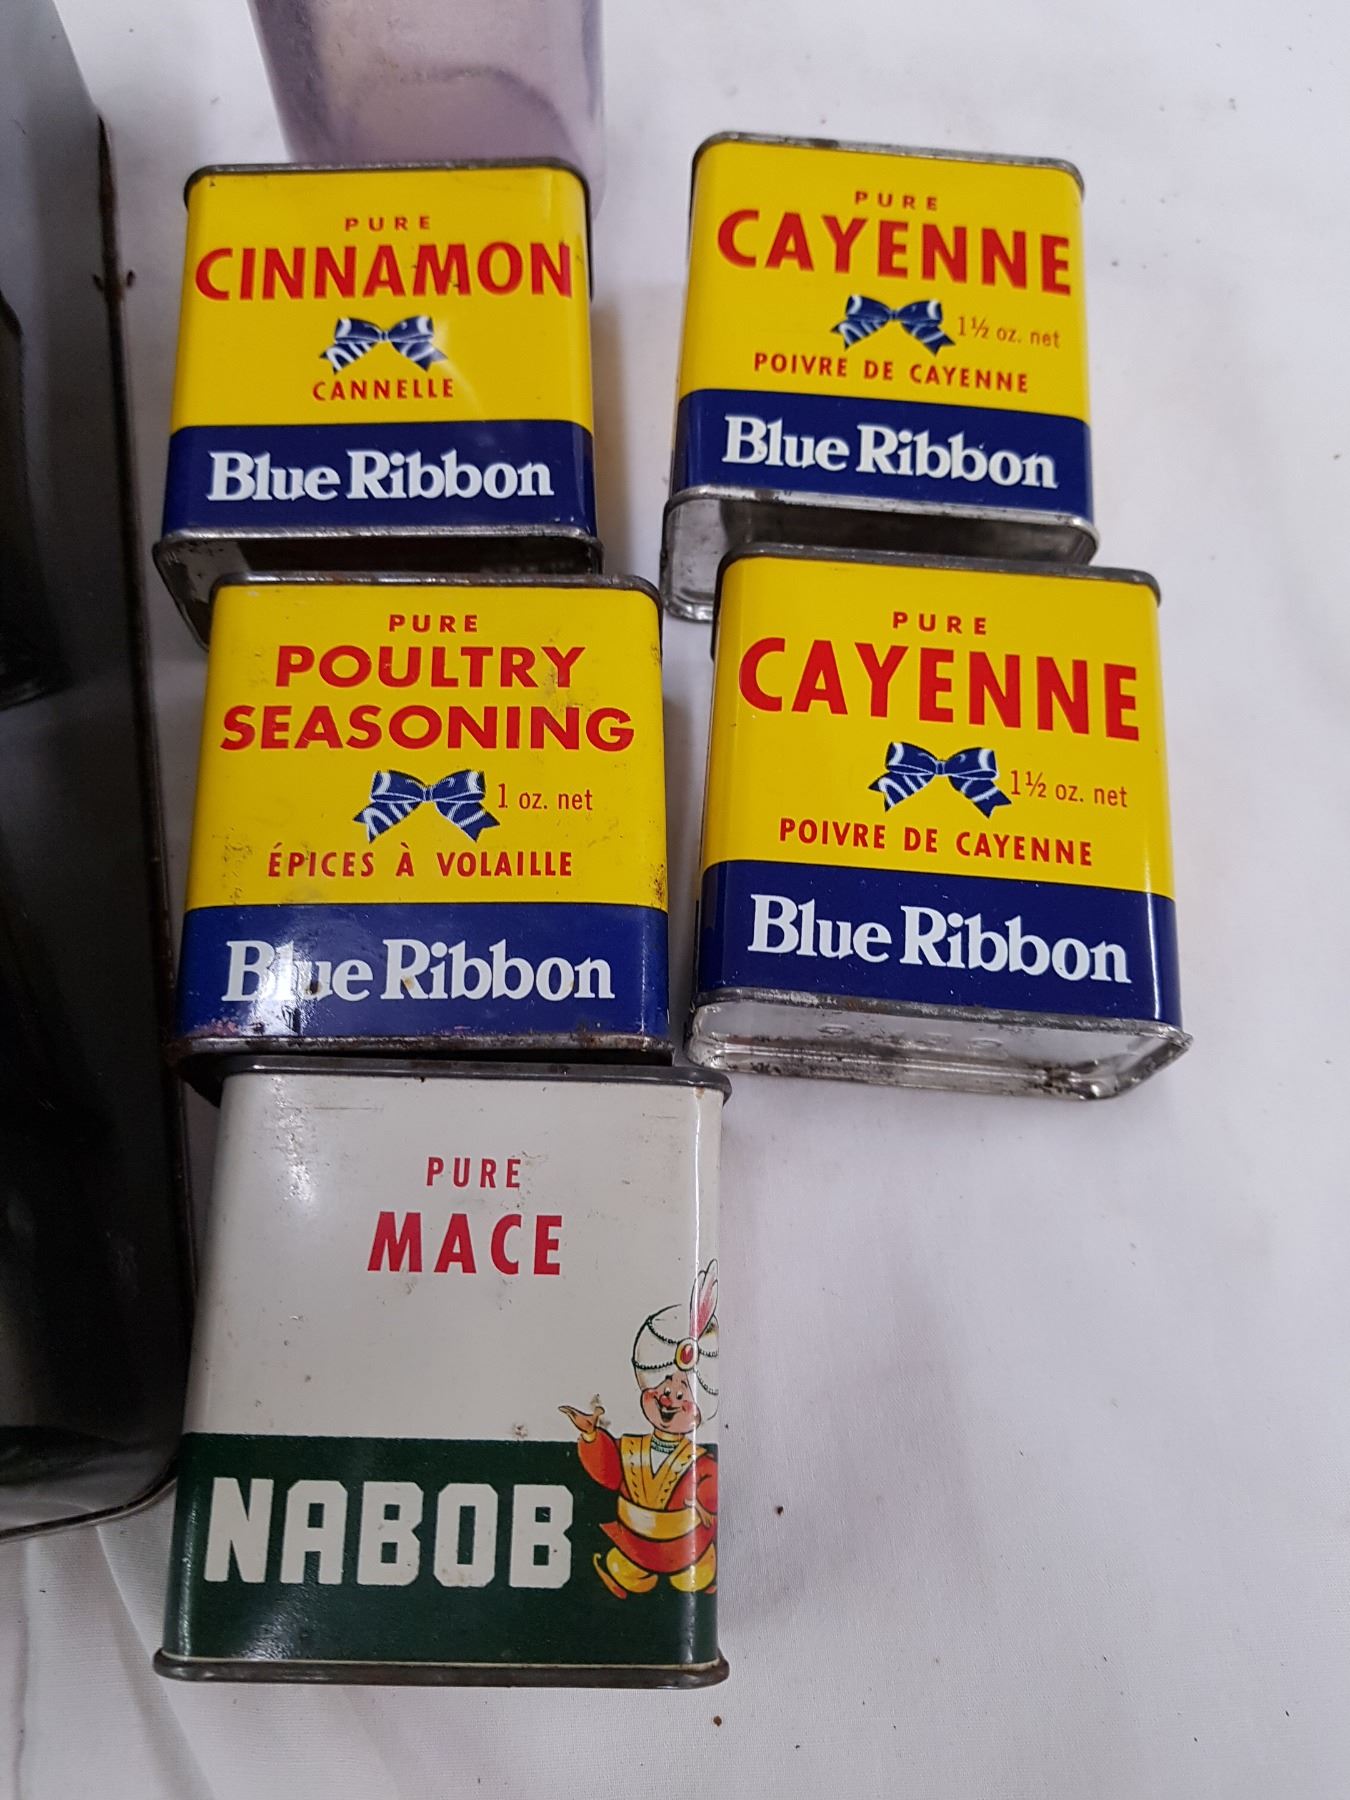 PURE
CINNAMON
CANNELLE
Blue Ribbon
PURE
CAYENNE
1½ oz. net
POIVRE DE CAYENNE
Blue Ribbon
PURE
POULTRY
SEASONING
1 oz. net
ÉPICES À VOLAILLE
Blue Ribbon
PURE
CAYENNE
1½ oz. net
POIVRE DE CAYENNE
Blue Ribbon
PURE
MACE
NABOB